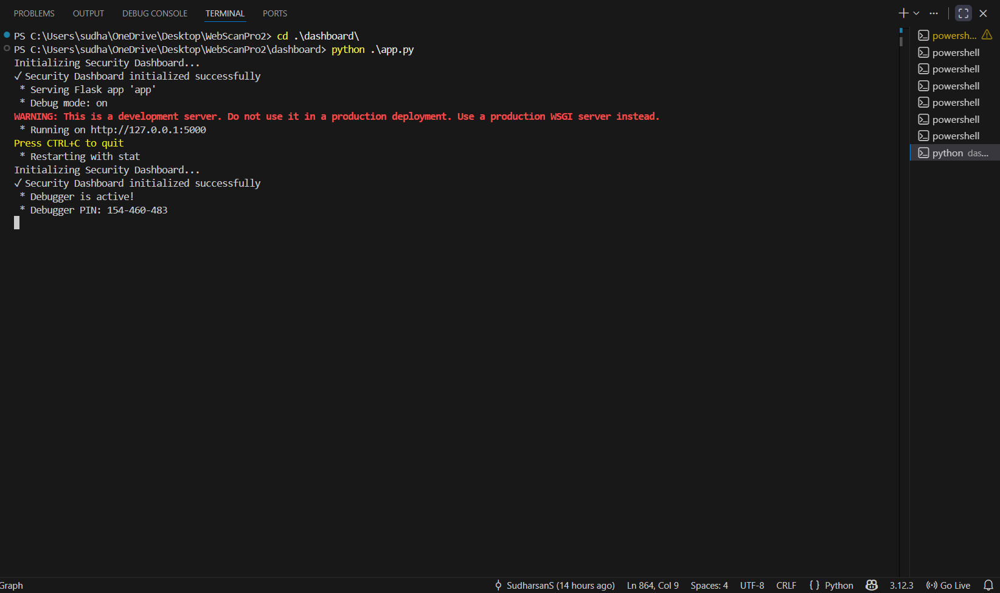 PROBLEMS OUTPUT DEBUG CONSOLE TERMINAL PORTS
PS C:\Users\sudha\OneDrive\Desktop\WebScanPro2> cd .\dashboard\
PS C:\Users\sudha\OneDrive\Desktop\WebScanPro2\dashboard> python .\app.py
Initializing Security Dashboard...
✓ Security Dashboard initialized successfully
 * Serving Flask app 'app'
 * Debug mode: on
WARNING: This is a development server. Do not use it in a production deployment. Use a production WSGI server instead.
 * Running on http://127.0.0.1:5000
Press CTRL+C to quit
 * Restarting with stat
Initializing Security Dashboard...
✓ Security Dashboard initialized successfully
 * Debugger is active!
 * Debugger PIN: 154-460-483
powersh...
powershell
powershell
powershell
powershell
powershell
powershell
python das...
Graph SudharsanS (14 hours ago) Ln 864, Col 9 Spaces: 4 UTF-8 CRLF { } Python 3.12.3 Go Live